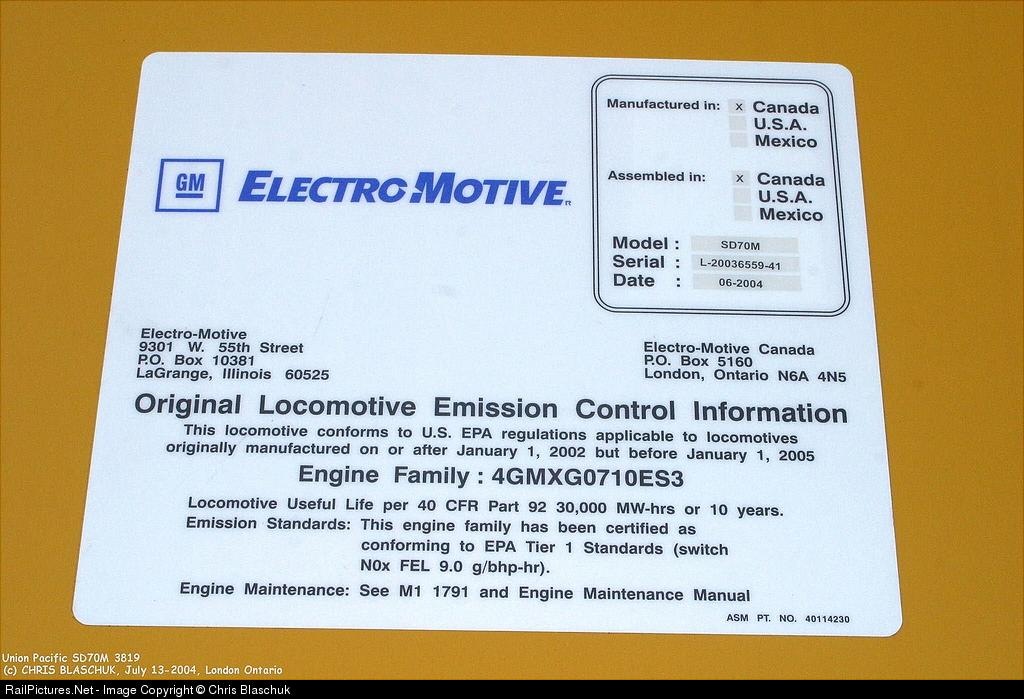 GM
ELECTRO-MOTIVE
Manufactured in: x Canada
U.S.A.
Mexico
Assembled in: x Canada
U.S.A.
Mexico
Model : SD70M
Serial : L-20036559-41
Date : 06-2004
Electro-Motive
9301 W. 55th Street
P.O. Box 10381
LaGrange, Illinois 60525
Electro-Motive Canada
P.O. Box 5160
London, Ontario N6A 4N5
Original Locomotive Emission Control Information
This locomotive conforms to U.S. EPA regulations applicable to locomotives
originally manufactured on or after January 1, 2002 but before January 1, 2005
Engine Family : 4GMXG0710ES3
Locomotive Useful Life per 40 CFR Part 92 30,000 MW-hrs or 10 years.
Emission Standards: This engine family has been certified as
conforming to EPA Tier 1 Standards (switch
N0x FEL 9.0 g/bhp-hr).
Engine Maintenance: See M1 1791 and Engine Maintenance Manual
ASM PT. NO. 40114230
Union Pacific SD70M 3819
(c) CHRIS BLASCHUK, July 13-2004, London Ontario
RailPictures.Net - Image Copyright © Chris Blaschuk